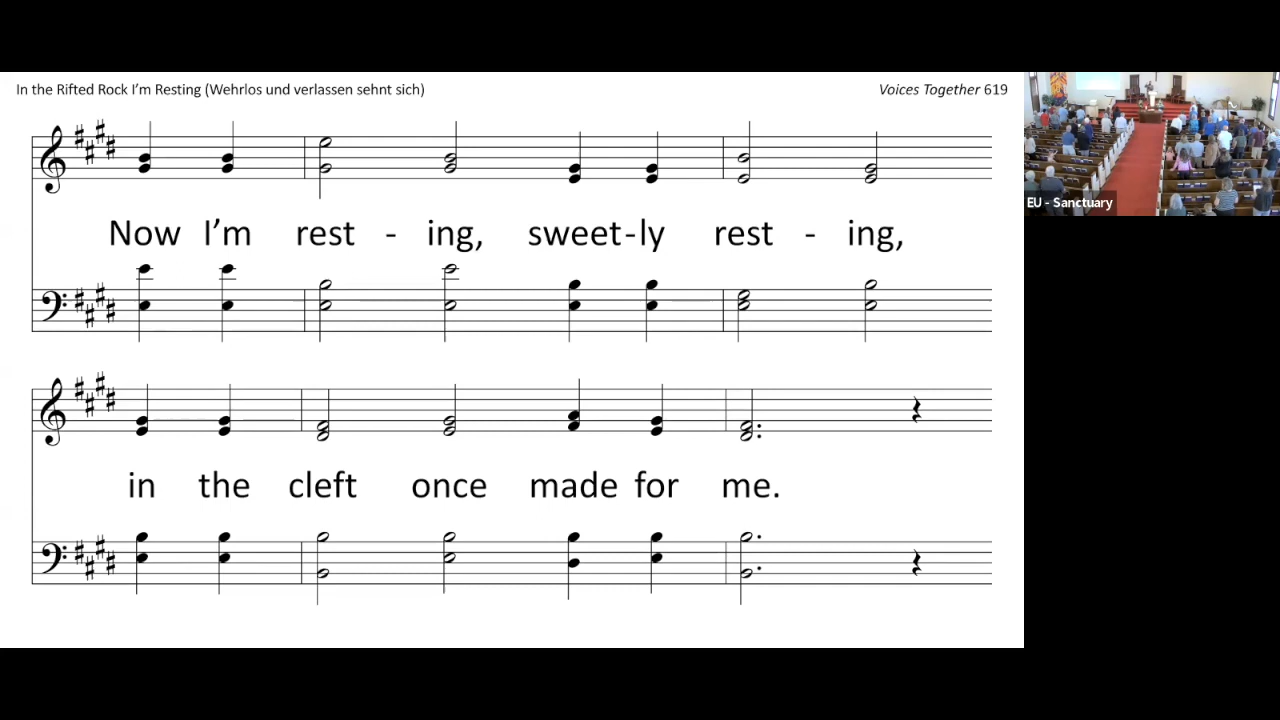 In the Rifted Rock I'm Resting (Wehrlos und verlassen sehnt sich)
Voices Together 619
Now I'm rest - ing, sweet-ly rest - ing,
in the cleft once made for me.
EU - Sanctuary